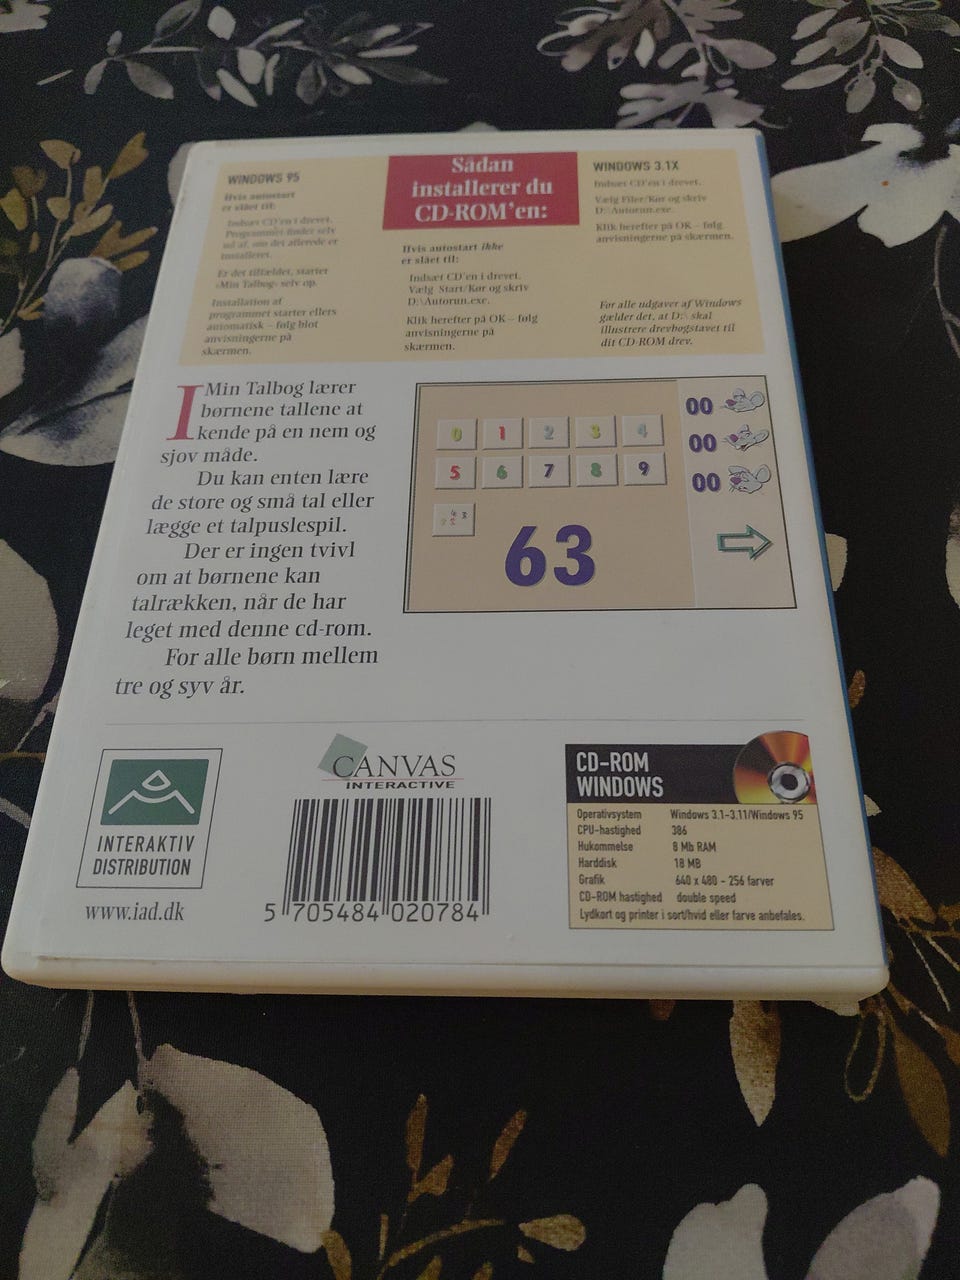 Sådan
installerer du
CD-ROM'en:
WINDOWS 95
Hvis autostart
er slået til:
Indsæt CD'en i drevet.
Programmet finder selv
ud af, om det allerede er
installeret.
Er det tilfældet, starter
»Min Talbog« selv op.
Installation af
programmet starter ellers
automatisk – følg blot
anvisningerne på
skærmen.
Hvis autostart ikke
er slået til:
Indsæt CD'en i drevet.
Vælg Start/Kør og skriv
D:\Autorun.exe.
Klik herefter på OK – følg
anvisningerne på
skærmen.
WINDOWS 3.1X
Indsæt CD'en i drevet.
Vælg Filer/Kør og skriv
D:\Autorun.exe.
Klik herefter på OK – følg
anvisningerne på skærmen.
For alle udgaver af Windows
gælder det, at D:\ skal
illustrere drevbogstavet til
dit CD-ROM drev.
I Min Talbog lærer
børnene tallene at
kende på en nem og
sjov måde.
Du kan enten lære
de store og små tal eller
lægge et talpuslespil.
Der er ingen tvivl
om at børnene kan
talrækken, når de har
leget med denne cd-rom.
For alle børn mellem
tre og syv år.
0 1 2 3 4
5 6 7 8 9
63
00
00
00
INTERAKTIV
DISTRIBUTION
www.iad.dk
CANVAS
INTERACTIVE
5 705484 020784
CD-ROM
WINDOWS
Operativsystem Windows 3.1-3.11/Windows 95
CPU-hastighed 386
Hukommelse 8 Mb RAM
Harddisk 18 MB
Grafik 640 x 480 - 256 farver
CD-ROM hastighed double speed
Lydkort og printer i sort/hvid eller farve anbefales.